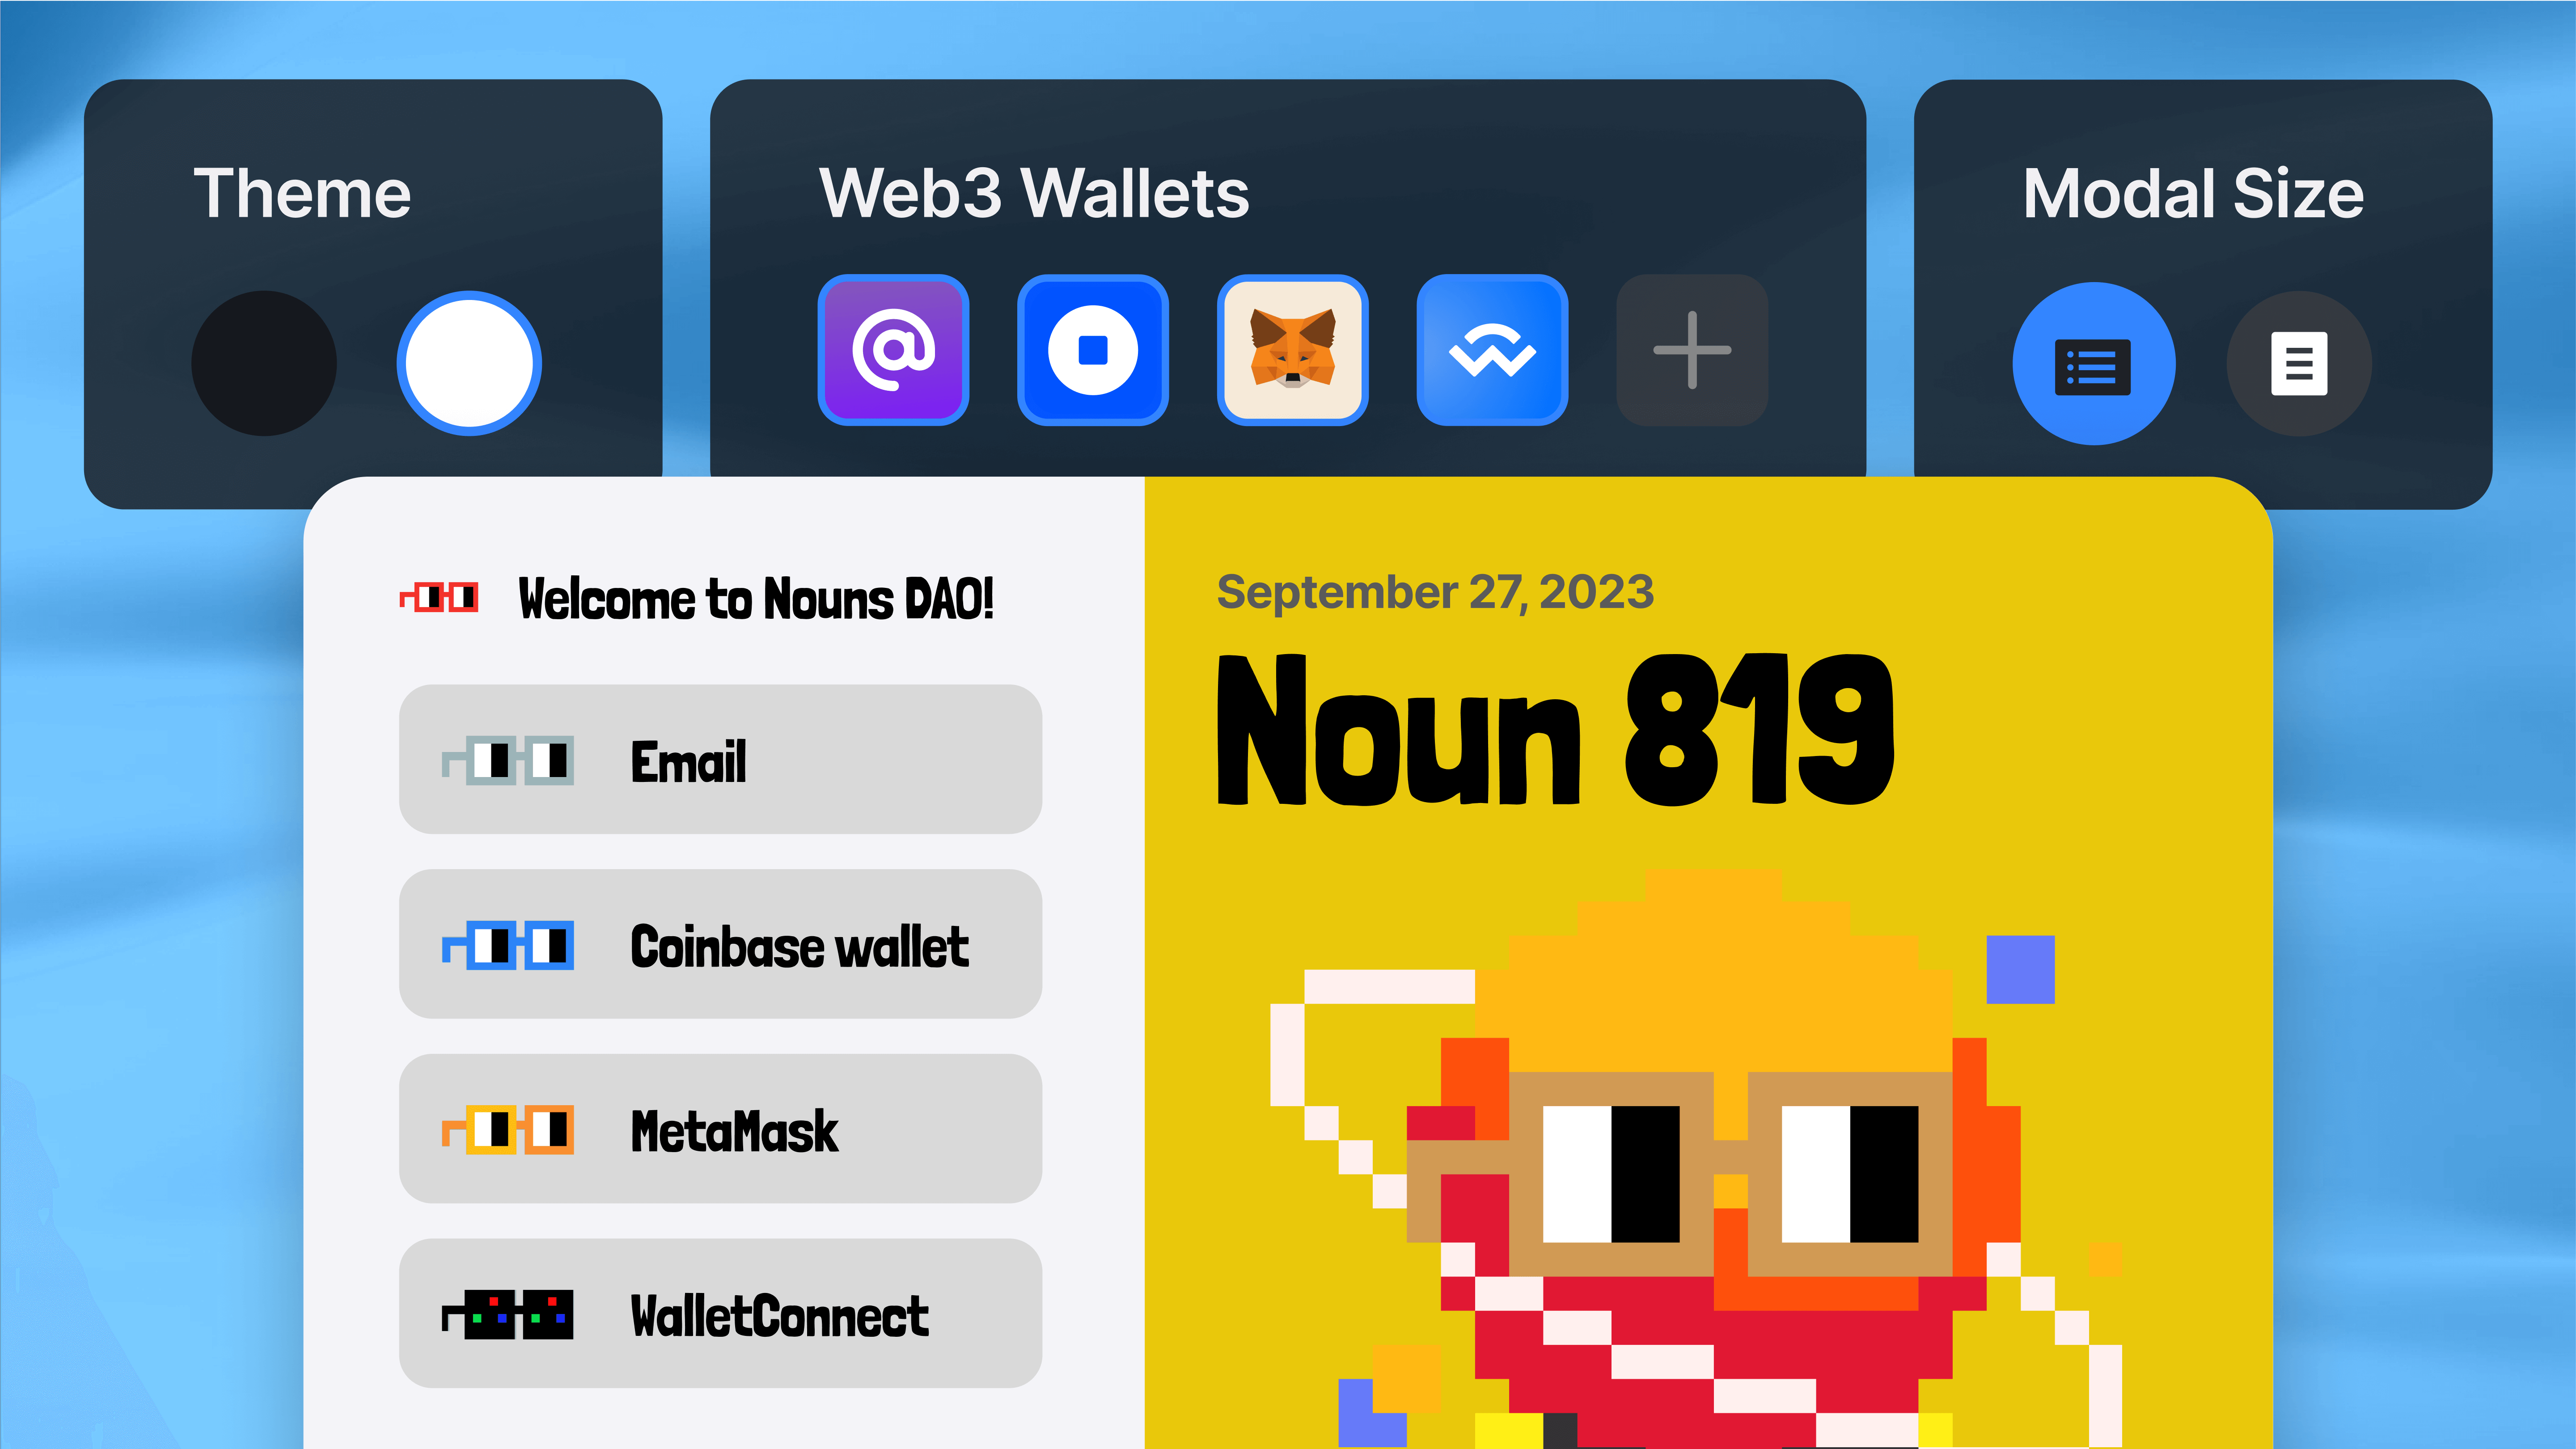 Theme
Web3 Wallets
Modal Size
Welcome to Nouns DAO!
Email
Coinbase wallet
MetaMask
WalletConnect
September 27, 2023
Noun 819